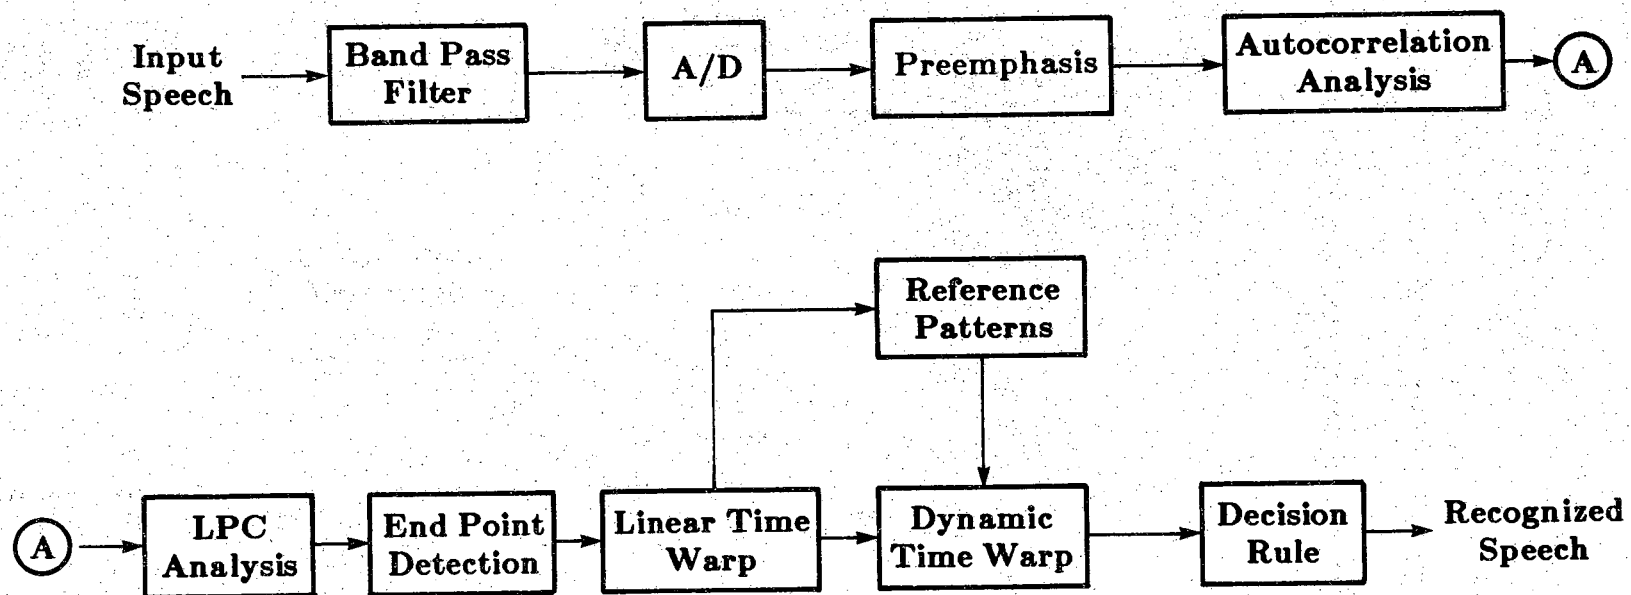 Input
Speech
Band Pass
Filter
A/D
Preemphasis
Autocorrelation
Analysis
A
Reference
Patterns
A
LPC
Analysis
End Point
Detection
Linear Time
Warp
Dynamic
Time Warp
Decision
Rule
Recognized
Speech